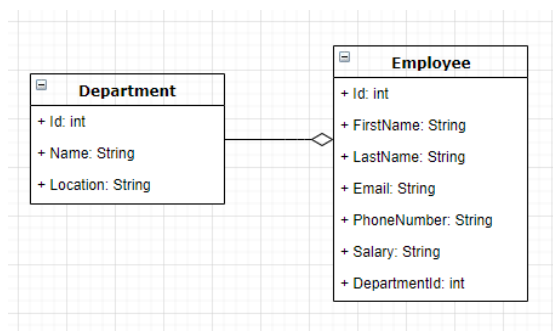 Department
+ Id: int
+ Name: String
+ Location: String
Employee
+ Id: int
+ FirstName: String
+ LastName: String
+ Email: String
+ PhoneNumber: String
+ Salary: String
+ DepartmentId: int